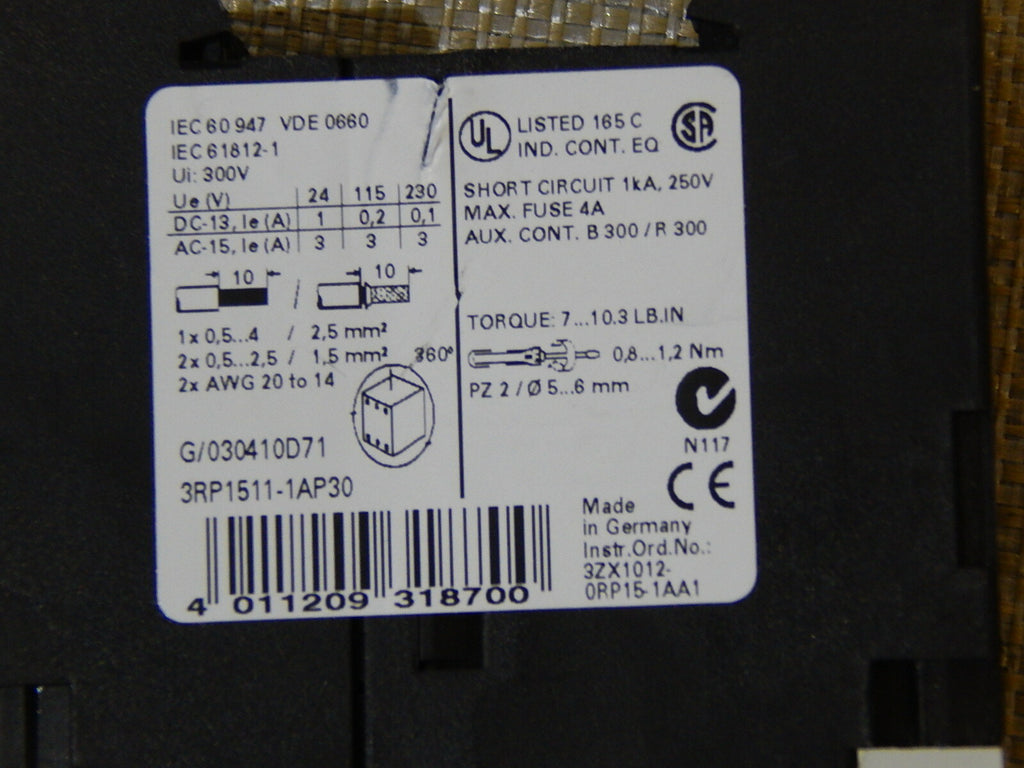 IEC 60 947 VDE 0660
IEC 61812-1
Ui: 300V
Ue (V) 24 115 230
DC-13, Ie (A) 1 0,2 0,1
AC-15, Ie (A) 3 3 3
10 / 10
1x 0,5...4 / 2,5 mm²
2x 0,5...2,5 / 1,5 mm²
2x AWG 20 to 14
360°
G/030410D71
3RP1511-1AP30
4 011209 318700
UL LISTED 165 C
IND. CONT. EQ
SA
SHORT CIRCUIT 1kA, 250V
MAX. FUSE 4A
AUX. CONT. B 300 / R 300
TORQUE: 7...10.3 LB.IN
0,8...1,2 Nm
PZ 2 / Ø 5...6 mm
N117
CE
Made
in Germany
Instr.Ord.No.:
3ZX1012-
0RP15-1AA1